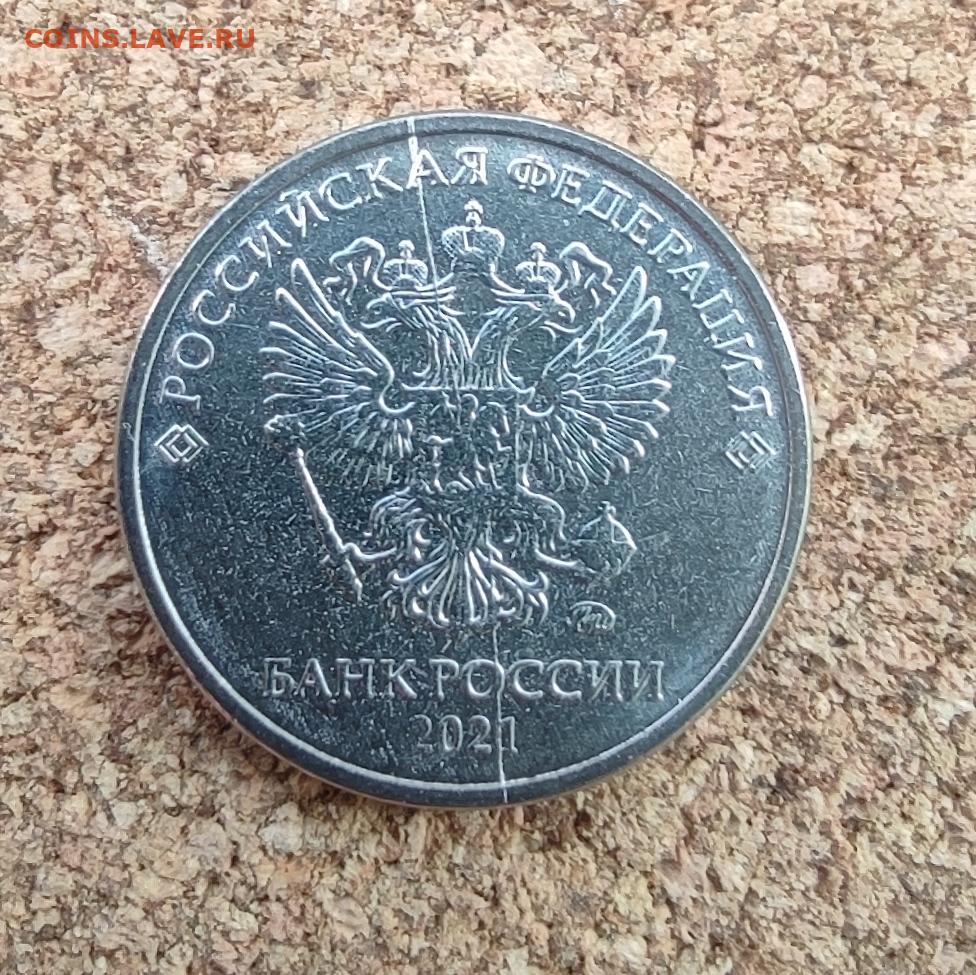 COINS.LAVE.RU
РОССИЙСКАЯ ФЕДЕРАЦИЯ
БАНК РОССИИ
2021